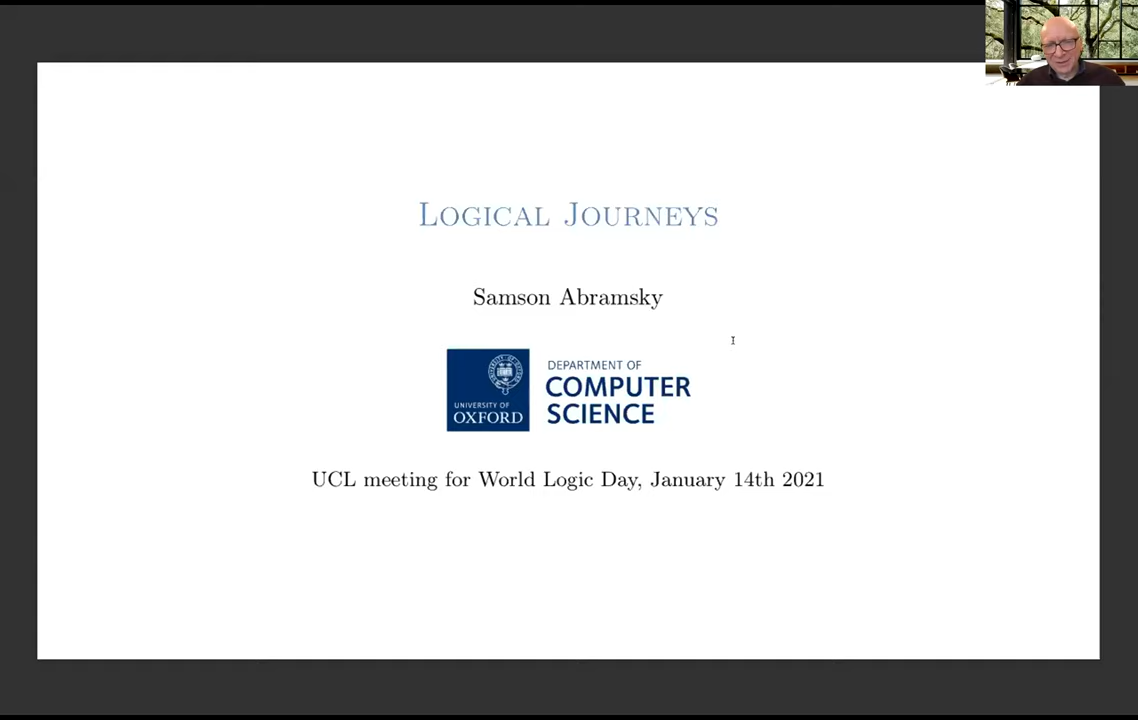 LOGICAL JOURNEYS
Samson Abramsky
UNIVERSITY OF
OXFORD
DEPARTMENT OF
COMPUTER
SCIENCE
UCL meeting for World Logic Day, January 14th 2021